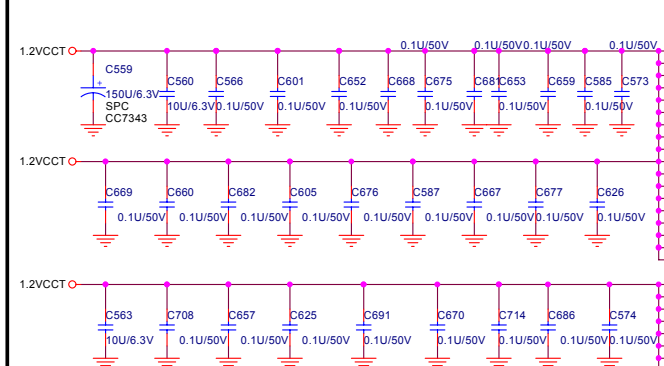 0.1U/50V 0.1U/50V 0.1U/50V 0.1U/50V
1.2VCCT
C559 C560 C566 C601 C652 C668 C675 C681 C653 C659 C585 C573
150U/6.3V 10U/6.3V 0.1U/50V 0.1U/50V 0.1U/50V 0.1U/50V 0.1U/50V 0.1U/50V
SPC
CC7343
1.2VCCT
C669 C660 C682 C605 C676 C587 C667 C677 C626
0.1U/50V 0.1U/50V 0.1U/50V 0.1U/50V 0.1U/50V 0.1U/50V 0.1U/50V 0.1U/50V 0.1U/50V
1.2VCCT
C563 C708 C657 C625 C691 C670 C714 C686 C574
10U/6.3V 0.1U/50V 0.1U/50V 0.1U/50V 0.1U/50V 0.1U/50V 0.1U/50V 0.1U/50V 0.1U/50V